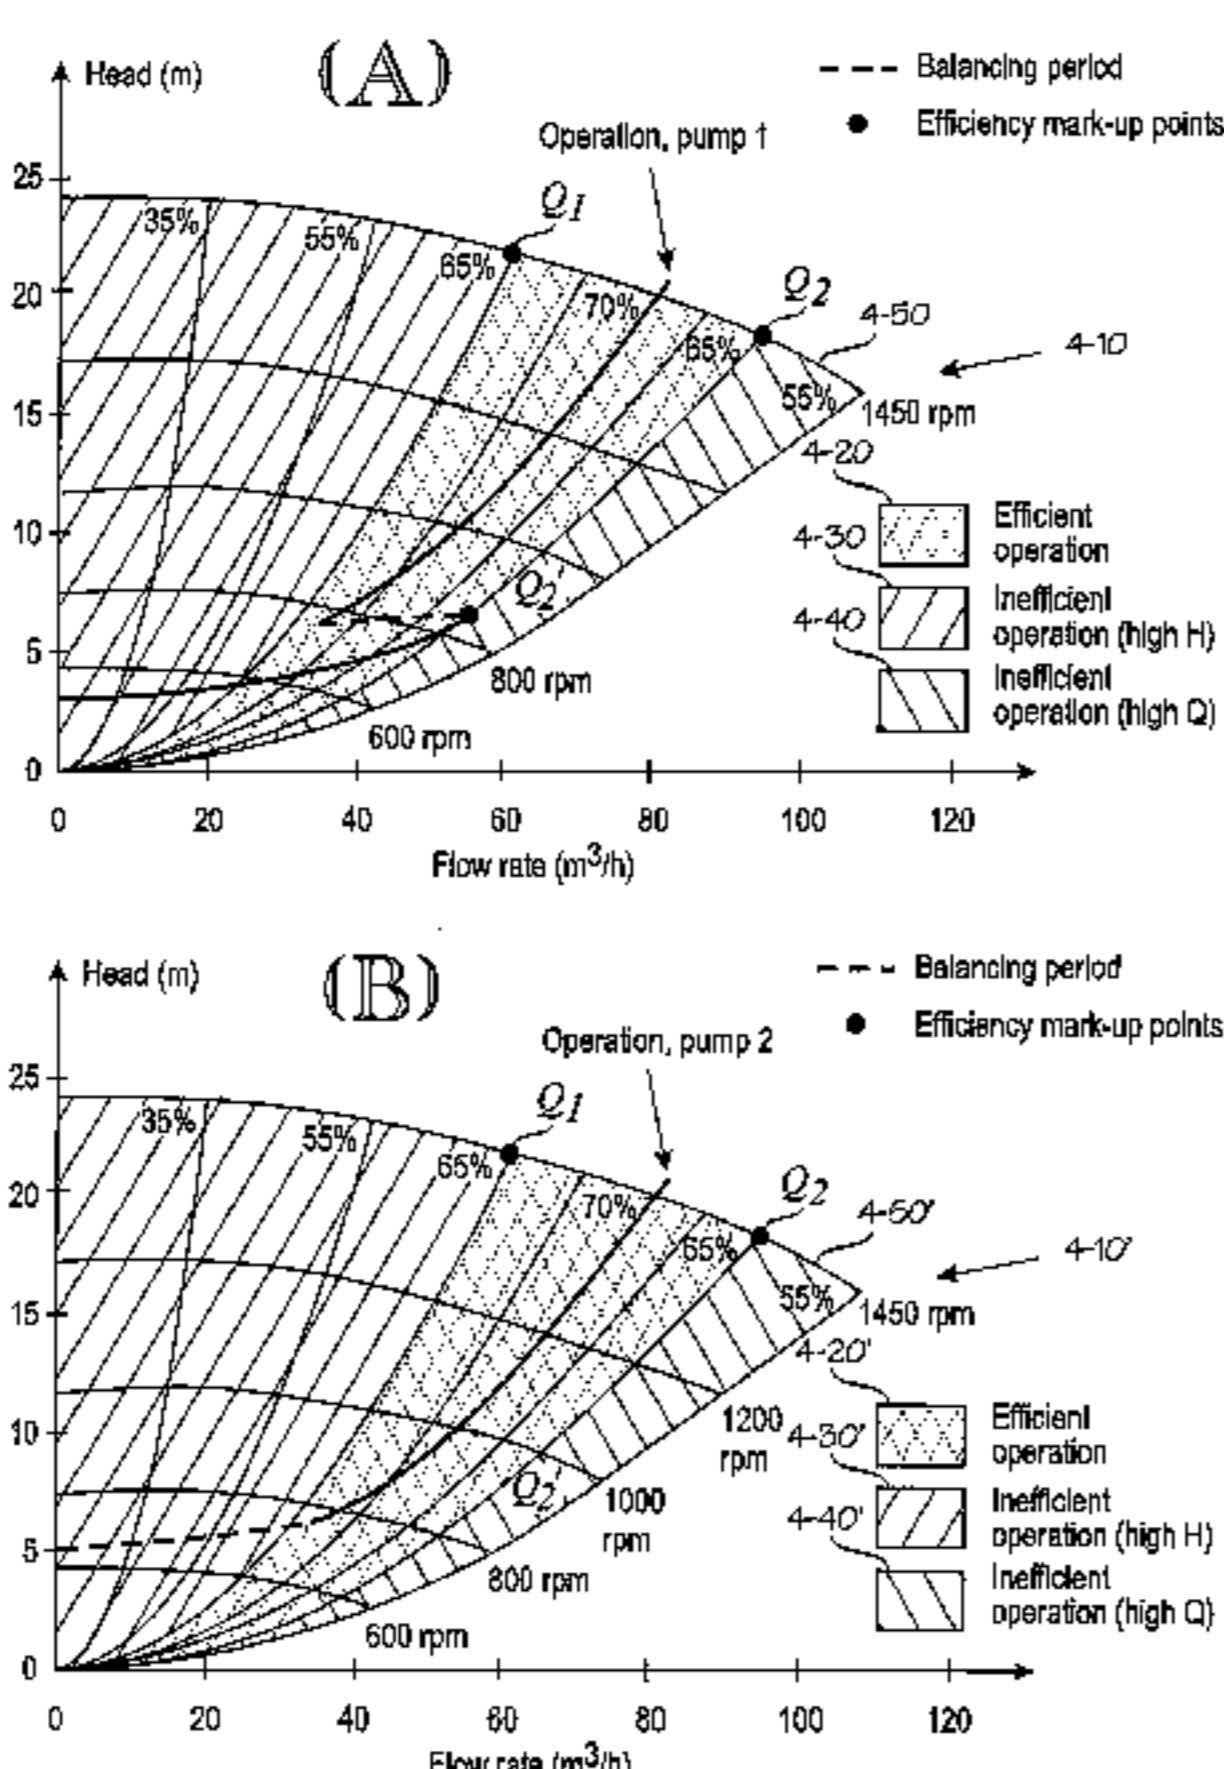 (A)
Head (m)
Balancing period
Efficiency mark-up points
Operation, pump 1
Q1
Q2
4-50
4-10
25
35%
55%
65%
70%
65%
55%
1450 rpm
20
15
4-20
Efficient
operation
4-30
Inefficient
operation (high H)
4-40
Inefficient
operation (high Q)
10
Q2'
5
800 rpm
600 rpm
0
0 20 40 60 80 100 120
Flow rate (m³/h)
(B)
Head (m)
Balancing period
Efficiency mark-up points
Operation, pump 2
Q1
Q2
4-50'
4-10'
25
35%
55%
65%
70%
65%
55%
1450 rpm
20
15
4-20'
Efficient
operation
1200
rpm
4-30'
Inefficient
operation (high H)
10
Q2'
1000
rpm
4-40'
Inefficient
operation (high Q)
5
800 rpm
600 rpm
0
0 20 40 60 80 100 120
Flow rate (m³/h)